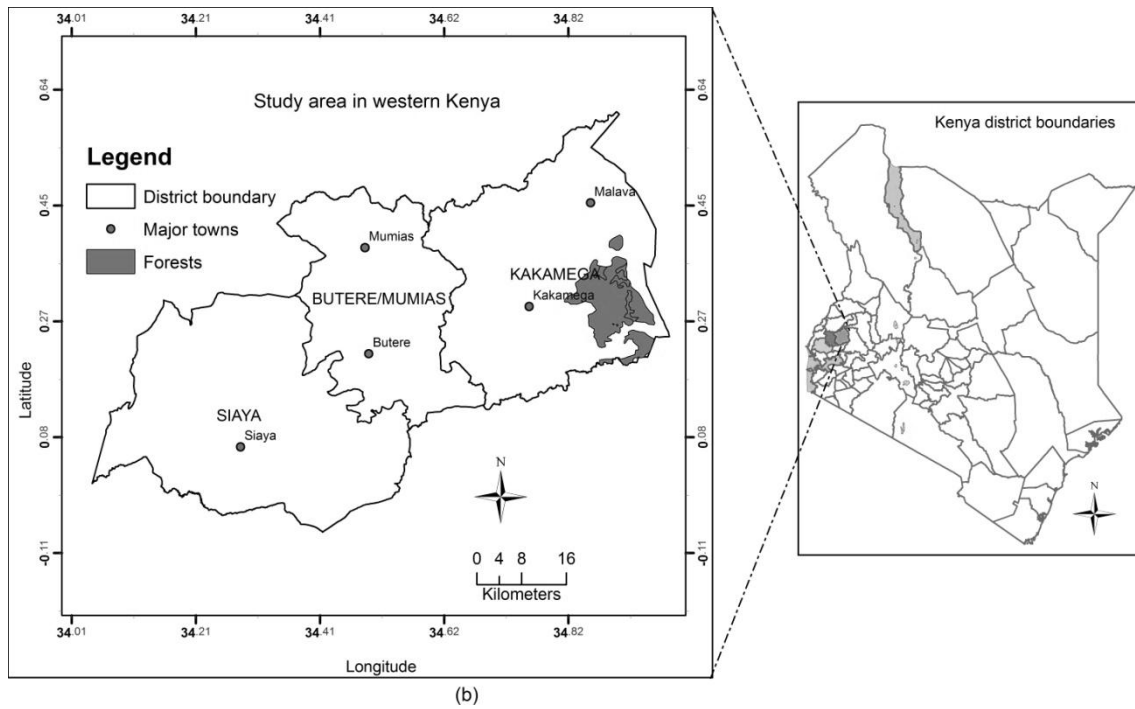 34.01 34.21 34.41 34.62 34.82
0.64
0.45
0.27
0.08
-0.11
Latitude
Study area in western Kenya
Legend
District boundary
Major towns
Forests
Malava
Mumias
KAKAMEGA
Kakamega
BUTERE/MUMIAS
Butere
SIAYA
Siaya
N
0 4 8 16
Kilometers
0.64
0.45
0.27
0.08
-0.11
34.01 34.21 34.41 34.62 34.82
Longitude
Kenya district boundaries
N
(b)